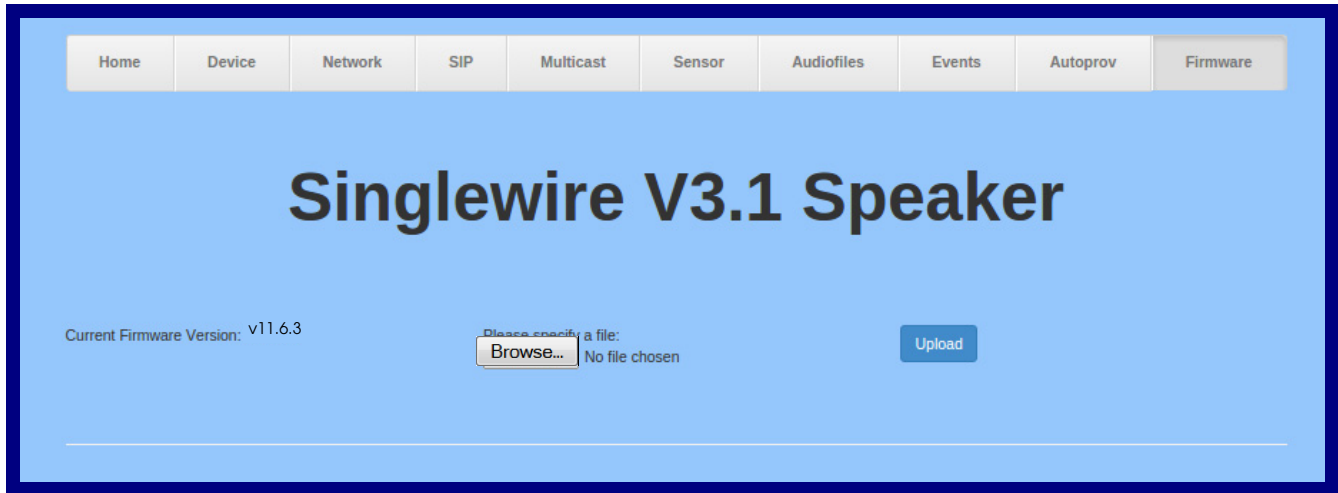 Home Device Network SIP Multicast Sensor Audiofiles Events Autoprov Firmware
Singlewire V3.1 Speaker
Current Firmware Version: v11.6.3
Please specify a file:
Browse... No file chosen
Upload